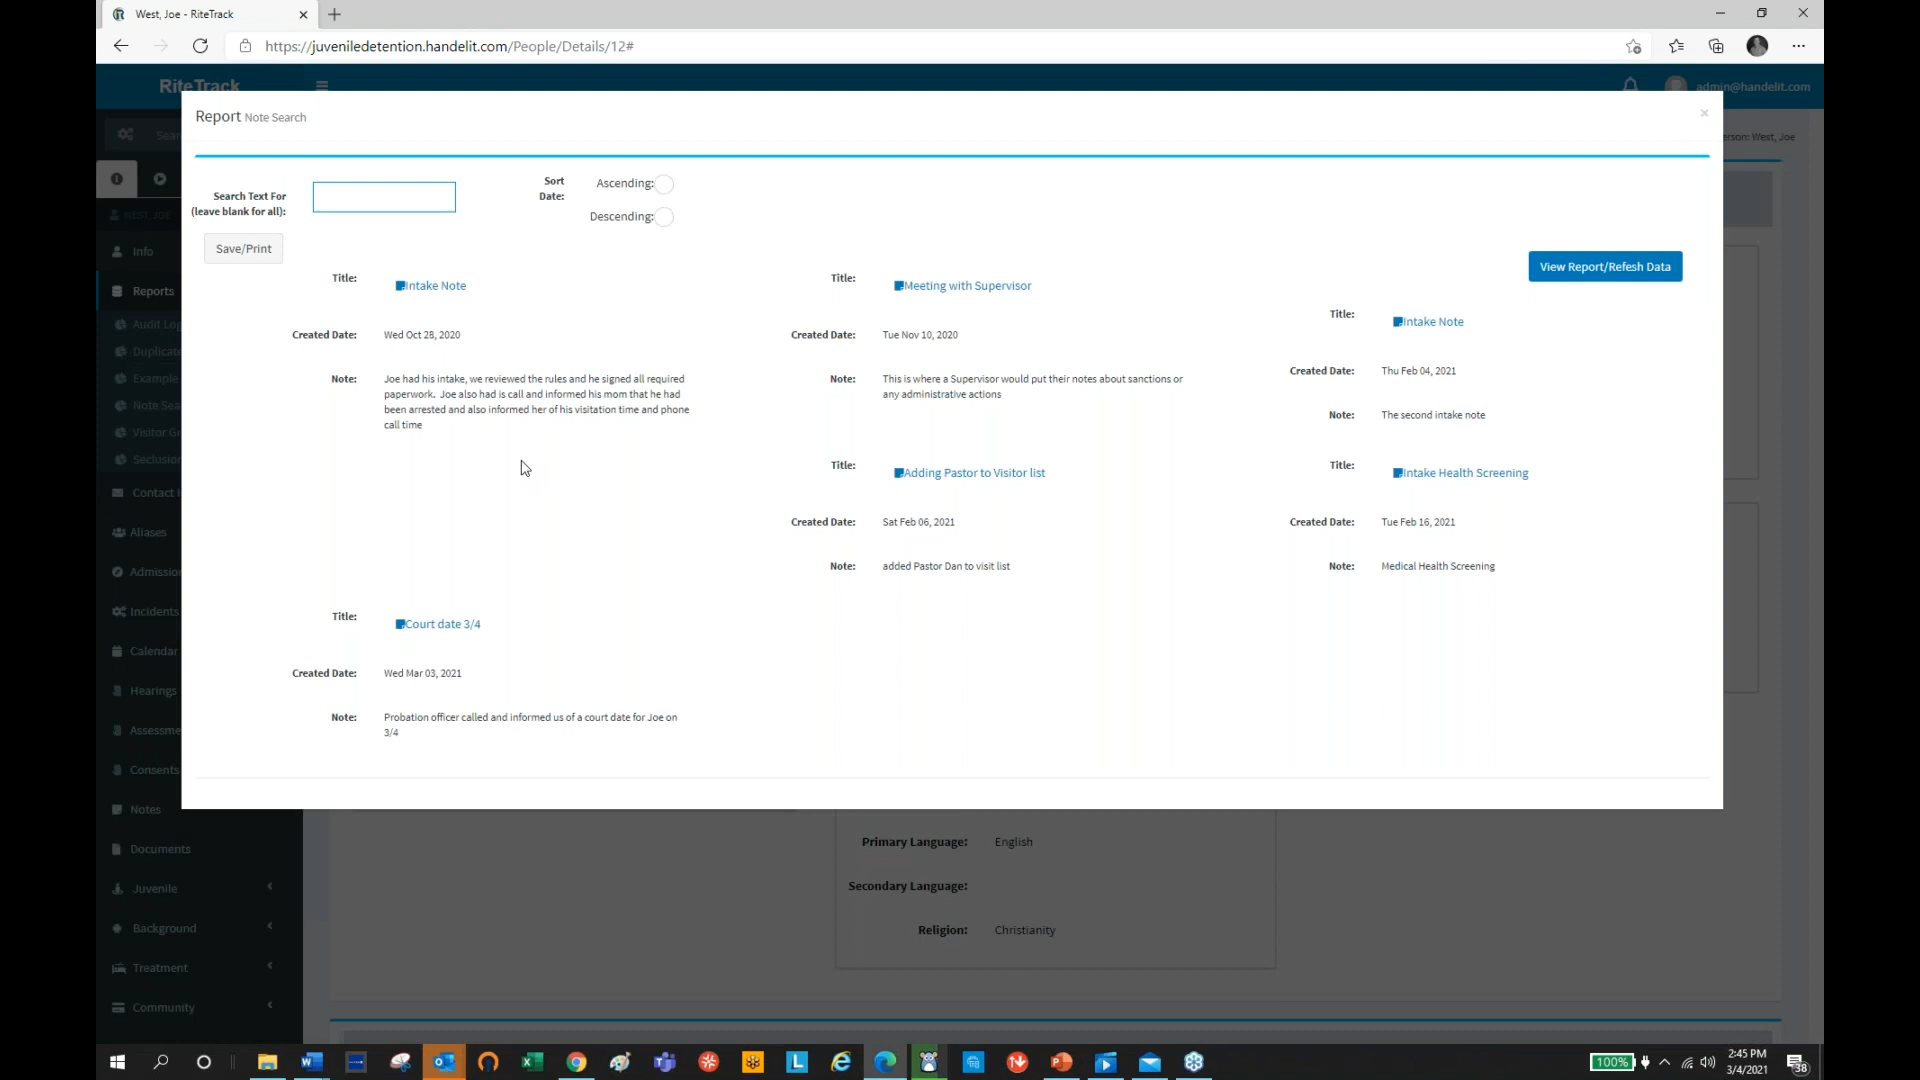 West, Joe - RiteTrack
https://juveniledetention.handelit.com/People/Details/12#
RiteTrack
admin@handelit.com
Report Note Search
×
Sear
erson: West, Joe
Search Text For
(leave blank for all):
Sort
Date:
Ascending:
Descending:
Save/Print
View Report/Refesh Data
WEST, JOE
Info
Reports
Audit Log
Duplicate
Example
Note Sea
Visitor Gr
Seclusion
Contact I
Aliases
Admission
Incidents
Calendar
Hearings
Assessme
Consents
Notes
Documents
Juvenile
Background
Treatment
Community
Title:
Intake Note
Created Date:
Wed Oct 28, 2020
Note:
Joe had his intake, we reviewed the rules and he signed all required
paperwork. Joe also had is call and informed his mom that he had
been arrested and also informed her of his visitation time and phone
call time
Title:
Meeting with Supervisor
Created Date:
Tue Nov 10, 2020
Note:
This is where a Supervisor would put their notes about sanctions or
any administrative actions
Title:
Intake Note
Created Date:
Thu Feb 04, 2021
Note:
The second intake note
Title:
Adding Pastor to Visitor list
Created Date:
Sat Feb 06, 2021
Note:
added Pastor Dan to visit list
Title:
Intake Health Screening
Created Date:
Tue Feb 16, 2021
Note:
Medical Health Screening
Title:
Court date 3/4
Created Date:
Wed Mar 03, 2021
Note:
Probation officer called and informed us of a court date for Joe on
3/4
Primary Language:
English
Secondary Language:
Religion:
Christianity
100%
2:45 PM
3/4/2021
38